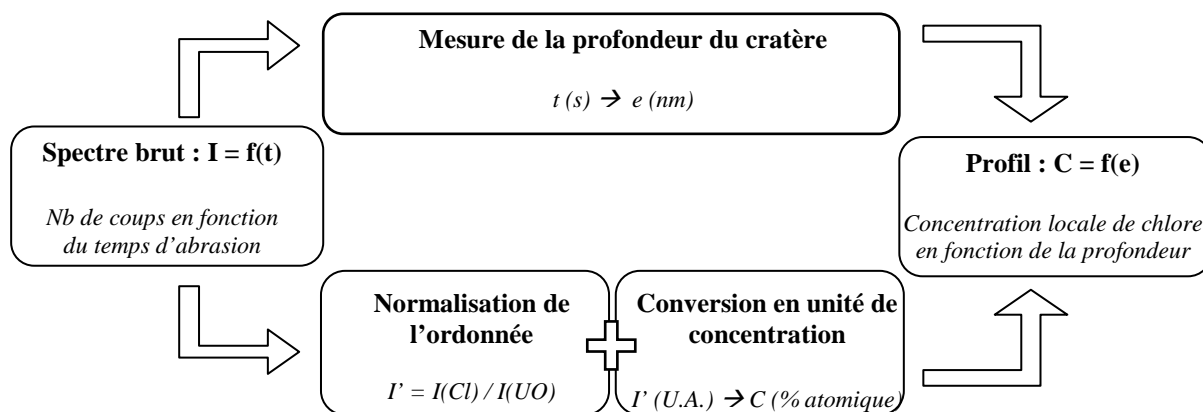 Mesure de la profondeur du cratère
t (s) → e (nm)
Spectre brut : I = f(t)
Nb de coups en fonction
du temps d'abrasion
Profil : C = f(e)
Concentration locale de chlore
en fonction de la profondeur
Normalisation de
l'ordonnée
I' = I(Cl) / I(UO)
Conversion en unité de
concentration
I' (U.A.) → C (% atomique)